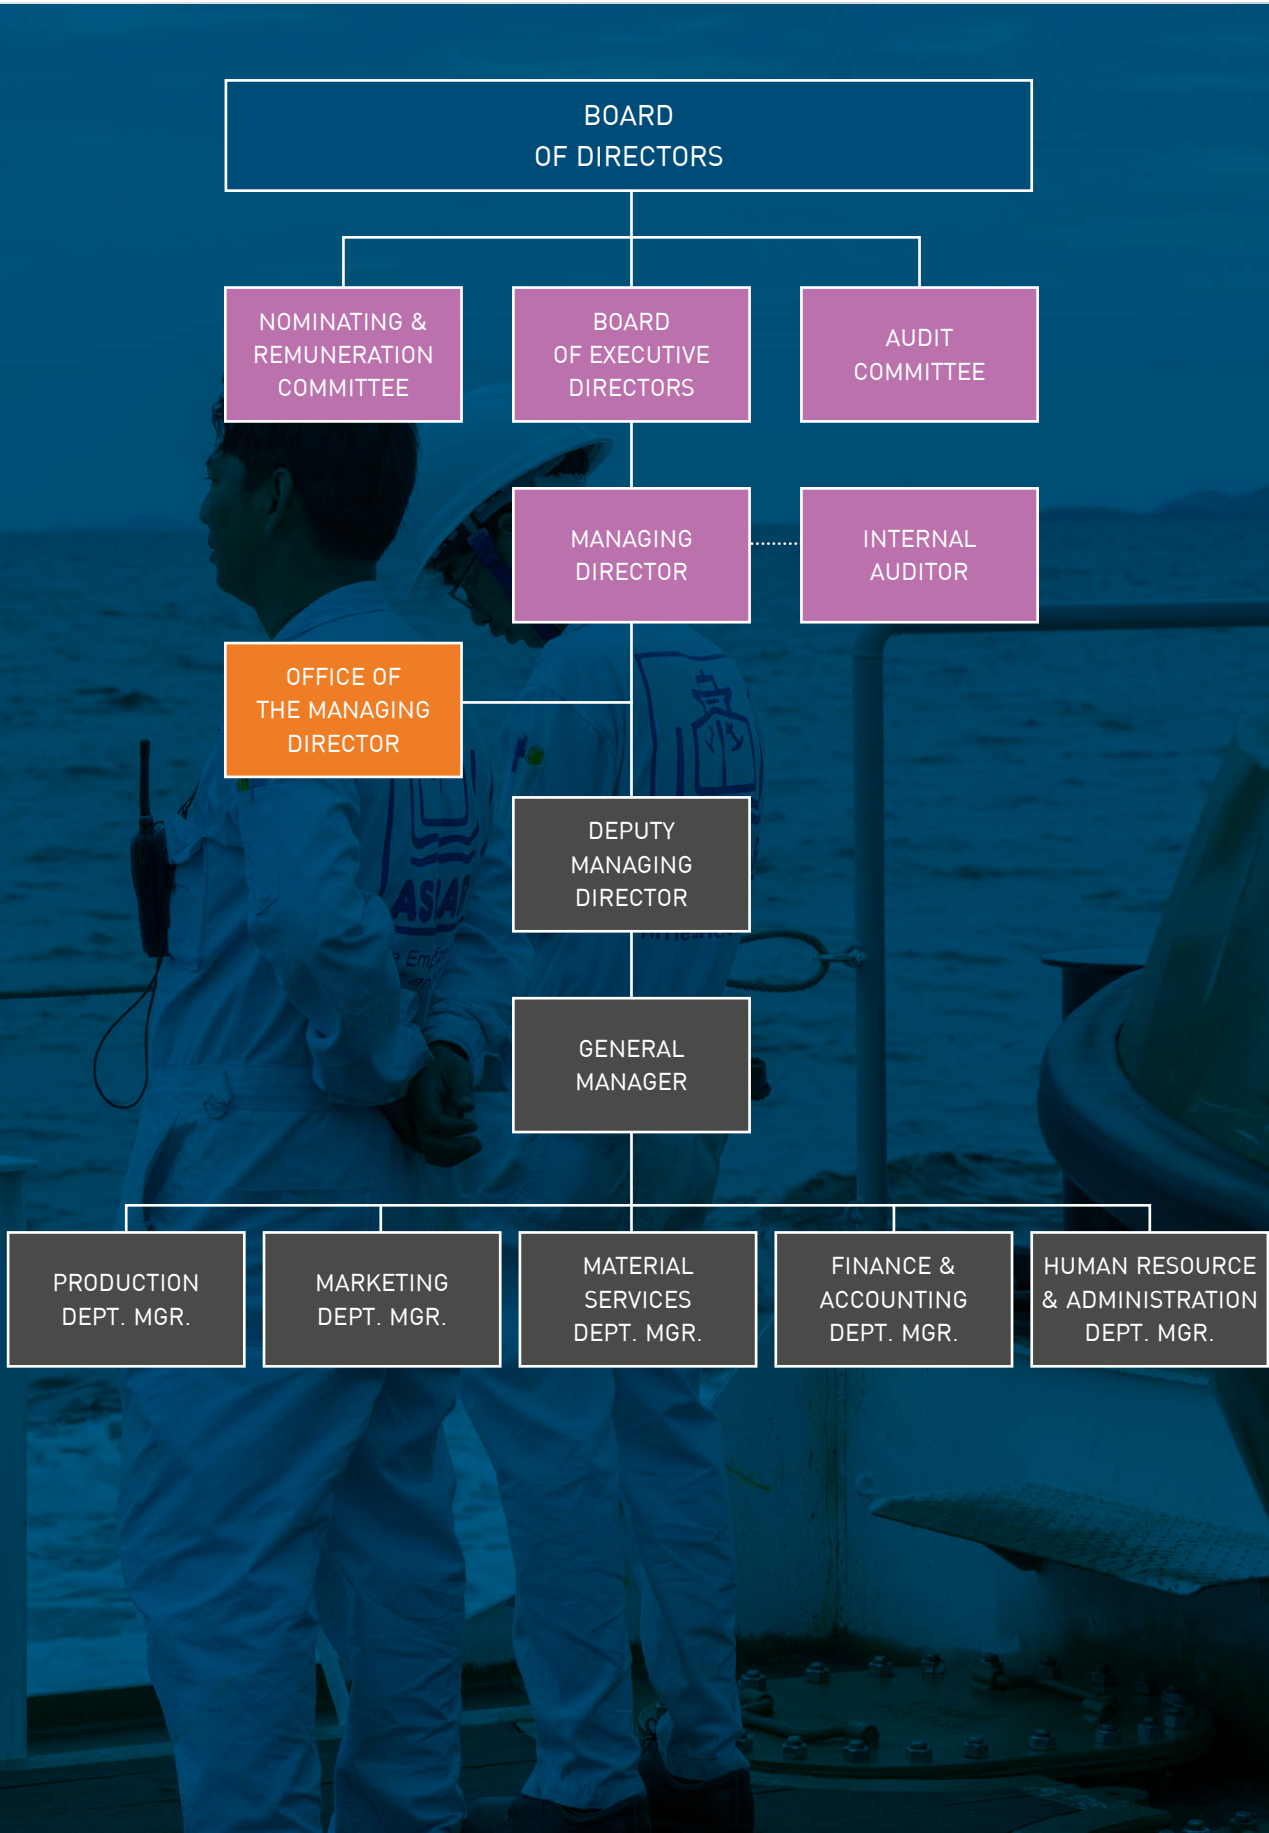 BOARD
OF DIRECTORS
NOMINATING &
REMUNERATION
COMMITTEE
BOARD
OF EXECUTIVE
DIRECTORS
AUDIT
COMMITTEE
MANAGING
DIRECTOR
INTERNAL
AUDITOR
OFFICE OF
THE MANAGING
DIRECTOR
DEPUTY
MANAGING
DIRECTOR
GENERAL
MANAGER
PRODUCTION
DEPT. MGR.
MARKETING
DEPT. MGR.
MATERIAL
SERVICES
DEPT. MGR.
FINANCE &
ACCOUNTING
DEPT. MGR.
HUMAN RESOURCE
& ADMINISTRATION
DEPT. MGR.